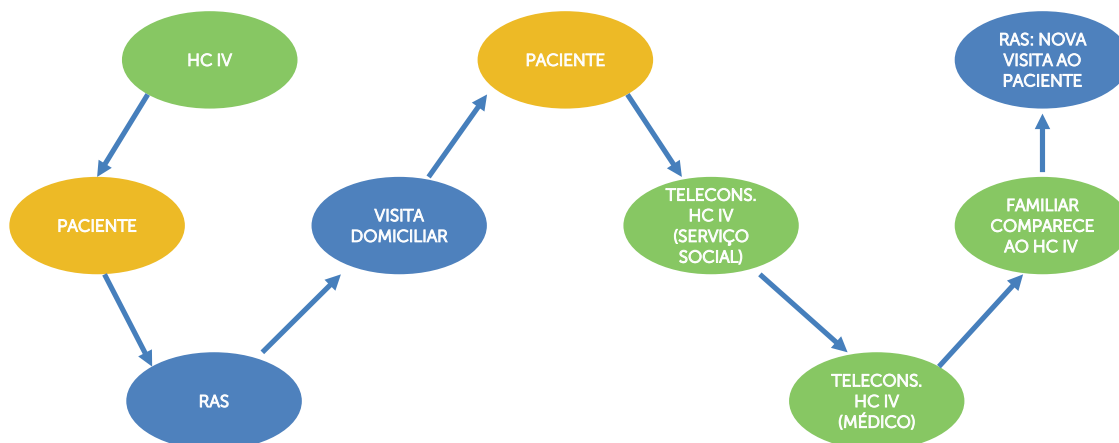 HC IV
PACIENTE
RAS
VISITA
DOMICILIAR
PACIENTE
TELECONS.
HC IV
(SERVIÇO
SOCIAL)
TELECONS.
HC IV
(MÉDICO)
FAMILIAR
COMPARECE
AO HC IV
RAS: NOVA
VISITA AO
PACIENTE